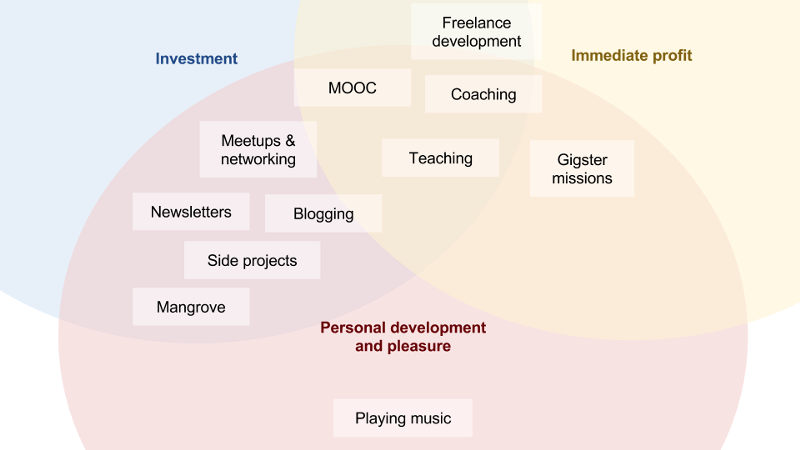 Freelance
development
Investment
Immediate profit
MOOC
Coaching
Meetups &
networking
Teaching
Gigster
missions
Newsletters
Blogging
Side projects
Mangrove
Personal development
and pleasure
Playing music